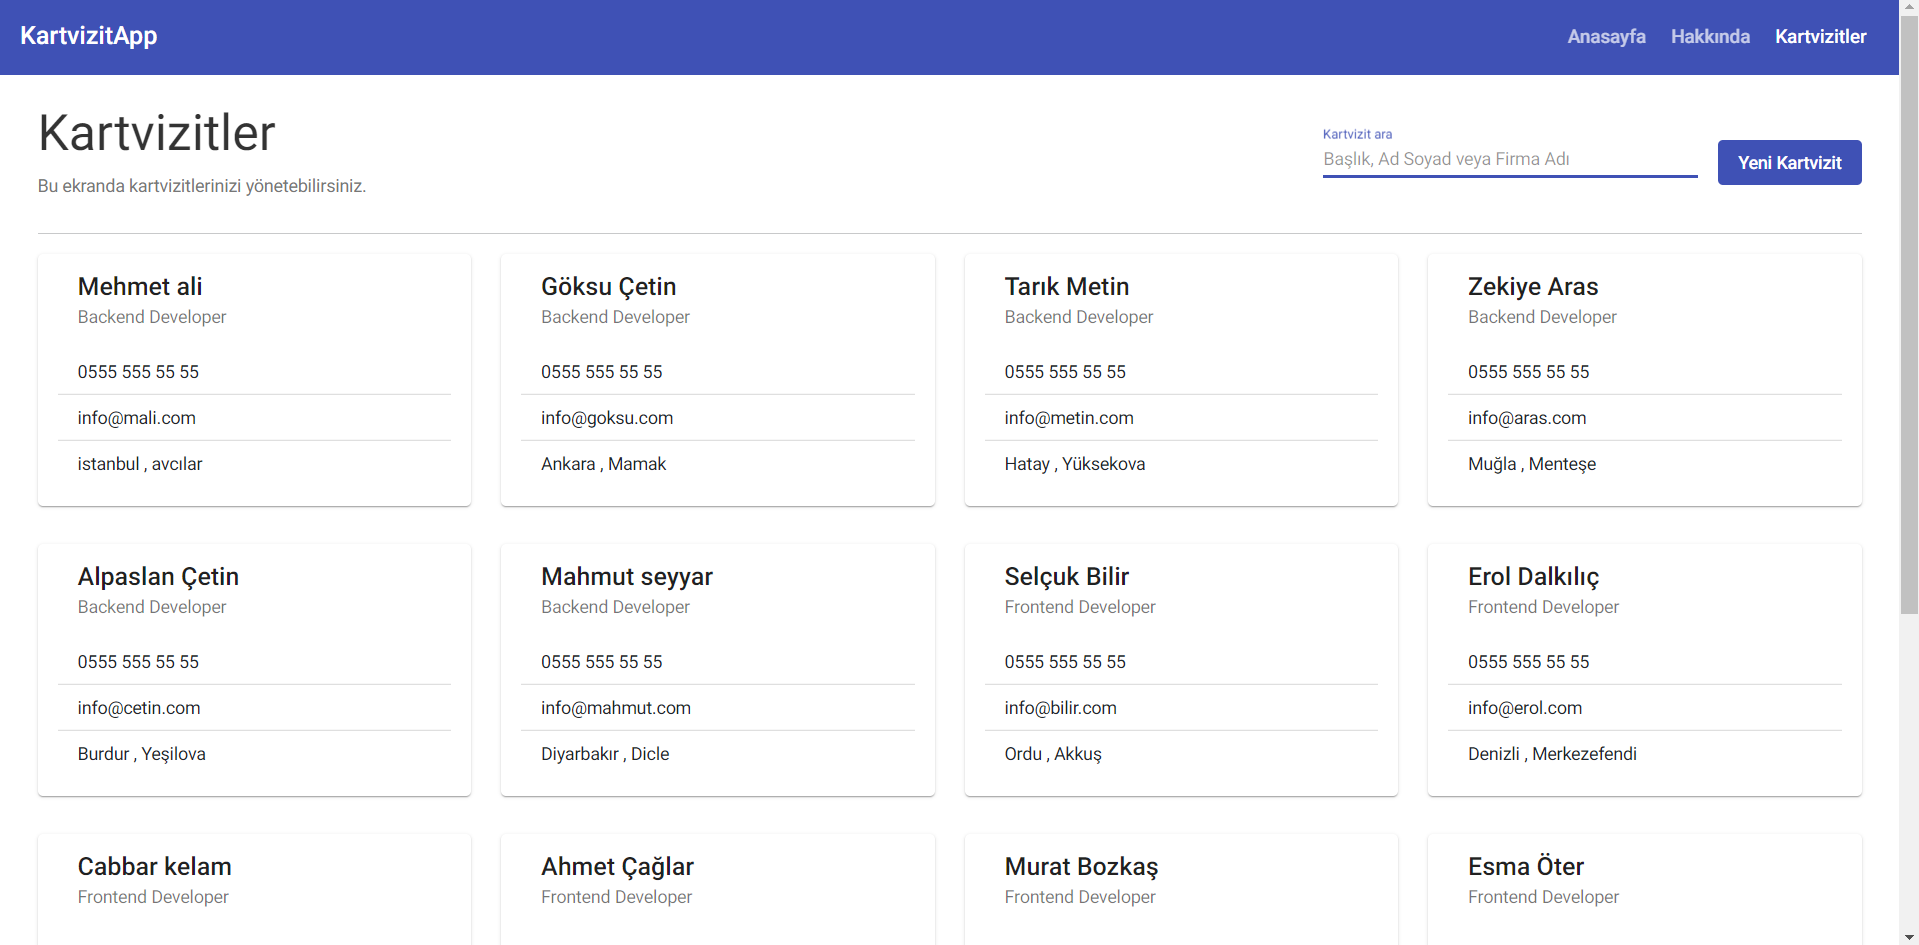 KartvizitApp
Anasayfa Hakkında Kartvizitler
Kartvizitler
Bu ekranda kartvizitlerinizi yönetebilirsiniz.
Kartvizit ara
Başlık, Ad Soyad veya Firma Adı
Yeni Kartvizit
Mehmet ali
Backend Developer
0555 555 55 55
info@mali.com
istanbul , avcılar
Göksu Çetin
Backend Developer
0555 555 55 55
info@goksu.com
Ankara , Mamak
Tarık Metin
Backend Developer
0555 555 55 55
info@metin.com
Hatay , Yüksekova
Zekiye Aras
Backend Developer
0555 555 55 55
info@aras.com
Muğla , Menteşe
Alpaslan Çetin
Backend Developer
0555 555 55 55
info@cetin.com
Burdur , Yeşilova
Mahmut seyyar
Backend Developer
0555 555 55 55
info@mahmut.com
Diyarbakır , Dicle
Selçuk Bilir
Frontend Developer
0555 555 55 55
info@bilir.com
Ordu , Akkuş
Erol Dalkılıç
Frontend Developer
0555 555 55 55
info@erol.com
Denizli , Merkezefendi
Cabbar kelam
Frontend Developer
Ahmet Çağlar
Frontend Developer
Murat Bozkaş
Frontend Developer
Esma Öter
Frontend Developer